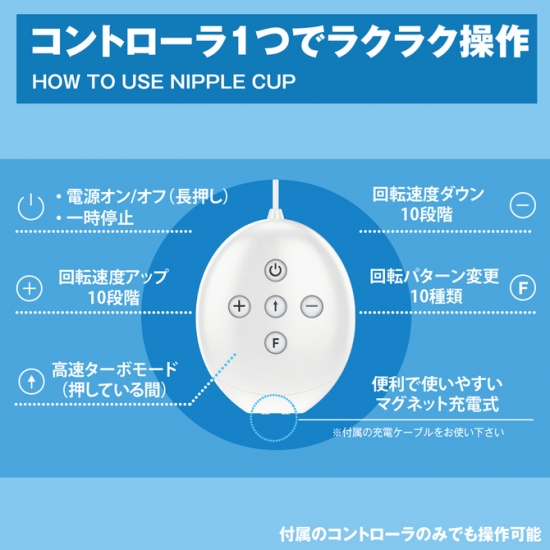 コントローラ1つでラクラク操作
HOW TO USE NIPPLE CUP
・電源オン/オフ(長押し)
・一時停止
回転速度ダウン
10段階
回転速度アップ
10段階
回転パターン変更
10種類
F
+
−
F
高速ターボモード
(押している間)
便利で使いやすい
マグネット充電式
※付属の充電ケーブルをお使い下さい
付属のコントローラのみでも操作可能